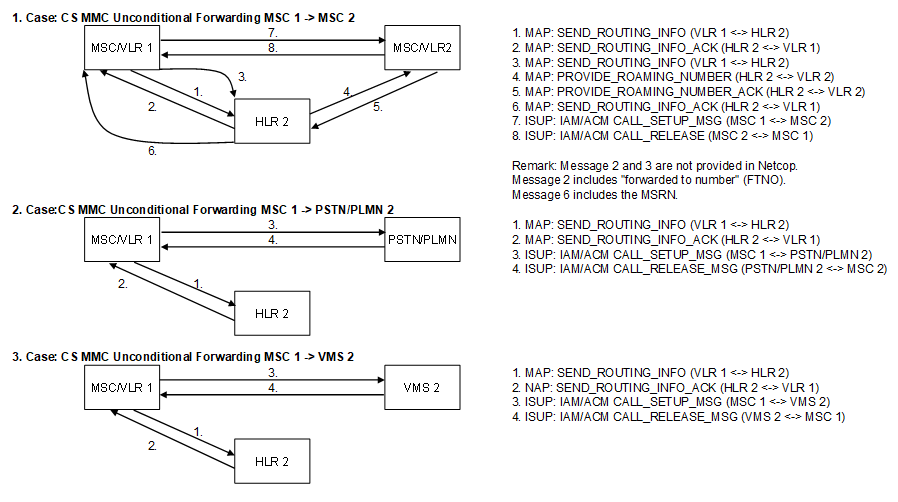 1. Case: CS MMC Unconditional Forwarding MSC 1 -> MSC 2
7.
MSC/VLR 1
8.
MSC/VLR2
3.
1.
2.
4.
5.
HLR 2
6.
1. MAP: SEND_ROUTING_INFO (VLR 1 <-> HLR 2)
2. MAP: SEND_ROUTING_INFO_ACK (HLR 2 <-> VLR 1)
3. MAP: SEND_ROUTING_INFO (VLR 1 <-> HLR 2)
4. MAP: PROVIDE_ROAMING_NUMBER (HLR 2 <-> VLR 2)
5. MAP: PROVIDE_ROAMING_NUMBER_ACK (HLR 2 <-> VLR 2)
6. MAP: SEND_ROUTING_INFO_ACK (HLR 2 <-> VLR 1)
7. ISUP: IAM/ACM CALL_SETUP_MSG (MSC 1 <-> MSC 2)
8. ISUP: IAM/ACM CALL_RELEASE (MSC 2 <-> MSC 1)
Remark: Message 2 and 3 are not provided in Netcop.
Message 2 includes "forwarded to number" (FTNO).
Message 6 includes the MSRN.
2. Case:CS MMC Unconditional Forwarding MSC 1 -> PSTN/PLMN 2
3.
MSC/VLR 1
4.
PSTN/PLMN
2.
1.
HLR 2
1. MAP: SEND_ROUTING_INFO (VLR 1 <-> HLR 2)
2. MAP: SEND_ROUTING_INFO_ACK (HLR 2 <-> VLR 1)
3. ISUP: IAM/ACM CALL_SETUP_MSG (MSC 1 <-> PSTN/PLMN 2)
4. ISUP: IAM/ACM CALL_RELEASE_MSG (PSTN/PLMN 2 <-> MSC 2)
3. Case: CS MMC Unconditional Forwarding MSC 1 -> VMS 2
3.
MSC/VLR 1
4.
VMS 2
1.
2.
HLR 2
1. MAP: SEND_ROUTING_INFO (VLR 1 <-> HLR 2)
2. NAP: SEND_ROUTING_INFO_ACK (HLR 2 <-> VLR 1)
3. ISUP: IAM/ACM CALL_SETUP_MSG (MSC 1 <-> VMS 2)
4. ISUP: IAM/ACM CALL_RELEASE_MSG (VMS 2 <-> MSC 1)